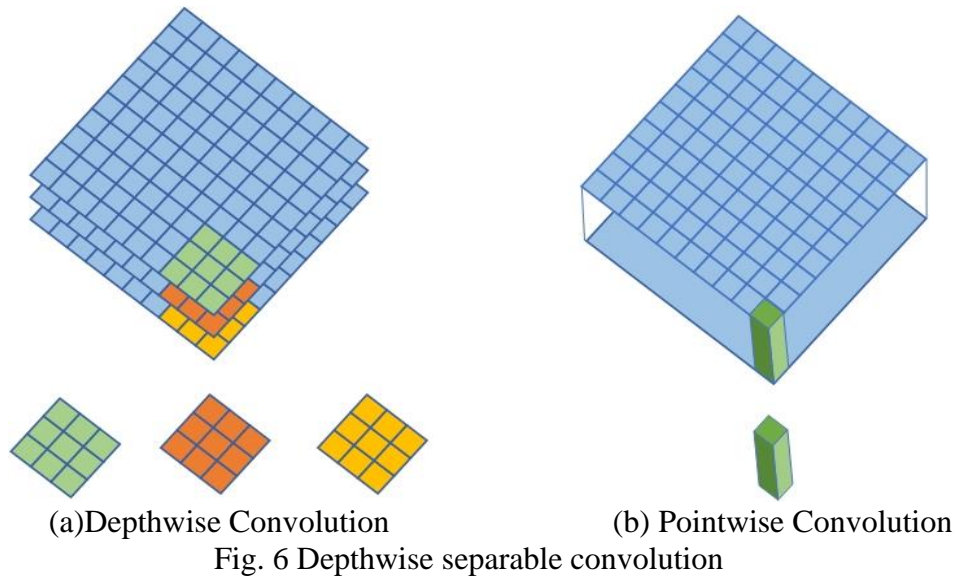 (a)Depthwise Convolution
(b) Pointwise Convolution
Fig. 6 Depthwise separable convolution